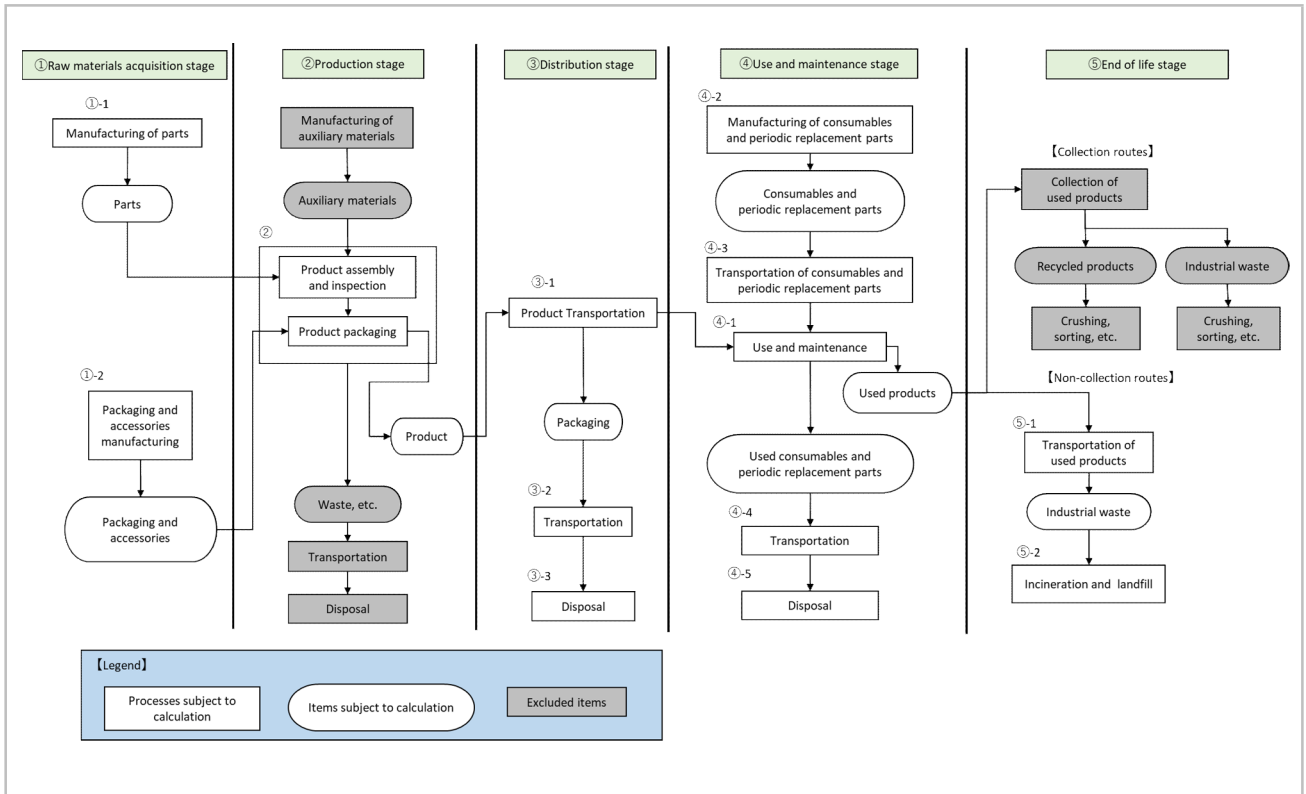 ①Raw materials acquisition stage
①-1
Manufacturing of parts
Parts
①-2
Packaging and
accessories
manufacturing
Packaging and
accessories
②Production stage
Manufacturing of
auxiliary materials
Auxiliary materials
②
Product assembly
and inspection
Product packaging
Product
Waste, etc.
Transportation
Disposal
③Distribution stage
③-1
Product Transportation
Packaging
③-2
Transportation
③-3
Disposal
④Use and maintenance stage
④-2
Manufacturing of consumables
and periodic replacement parts
Consumables and
periodic replacement parts
④-3
Transportation of consumables and
periodic replacement parts
④-1
Use and maintenance
Used products
Used consumables and
periodic replacement parts
④-4
Transportation
④-5
Disposal
⑤End of life stage
【Collection routes】
Collection of
used products
Recycled products
Industrial waste
Crushing,
sorting, etc.
Crushing,
sorting, etc.
【Non-collection routes】
⑤-1
Transportation of
used products
Industrial waste
⑤-2
Incineration and landfill
【Legend】
Processes subject to
calculation
Items subject to calculation
Excluded items